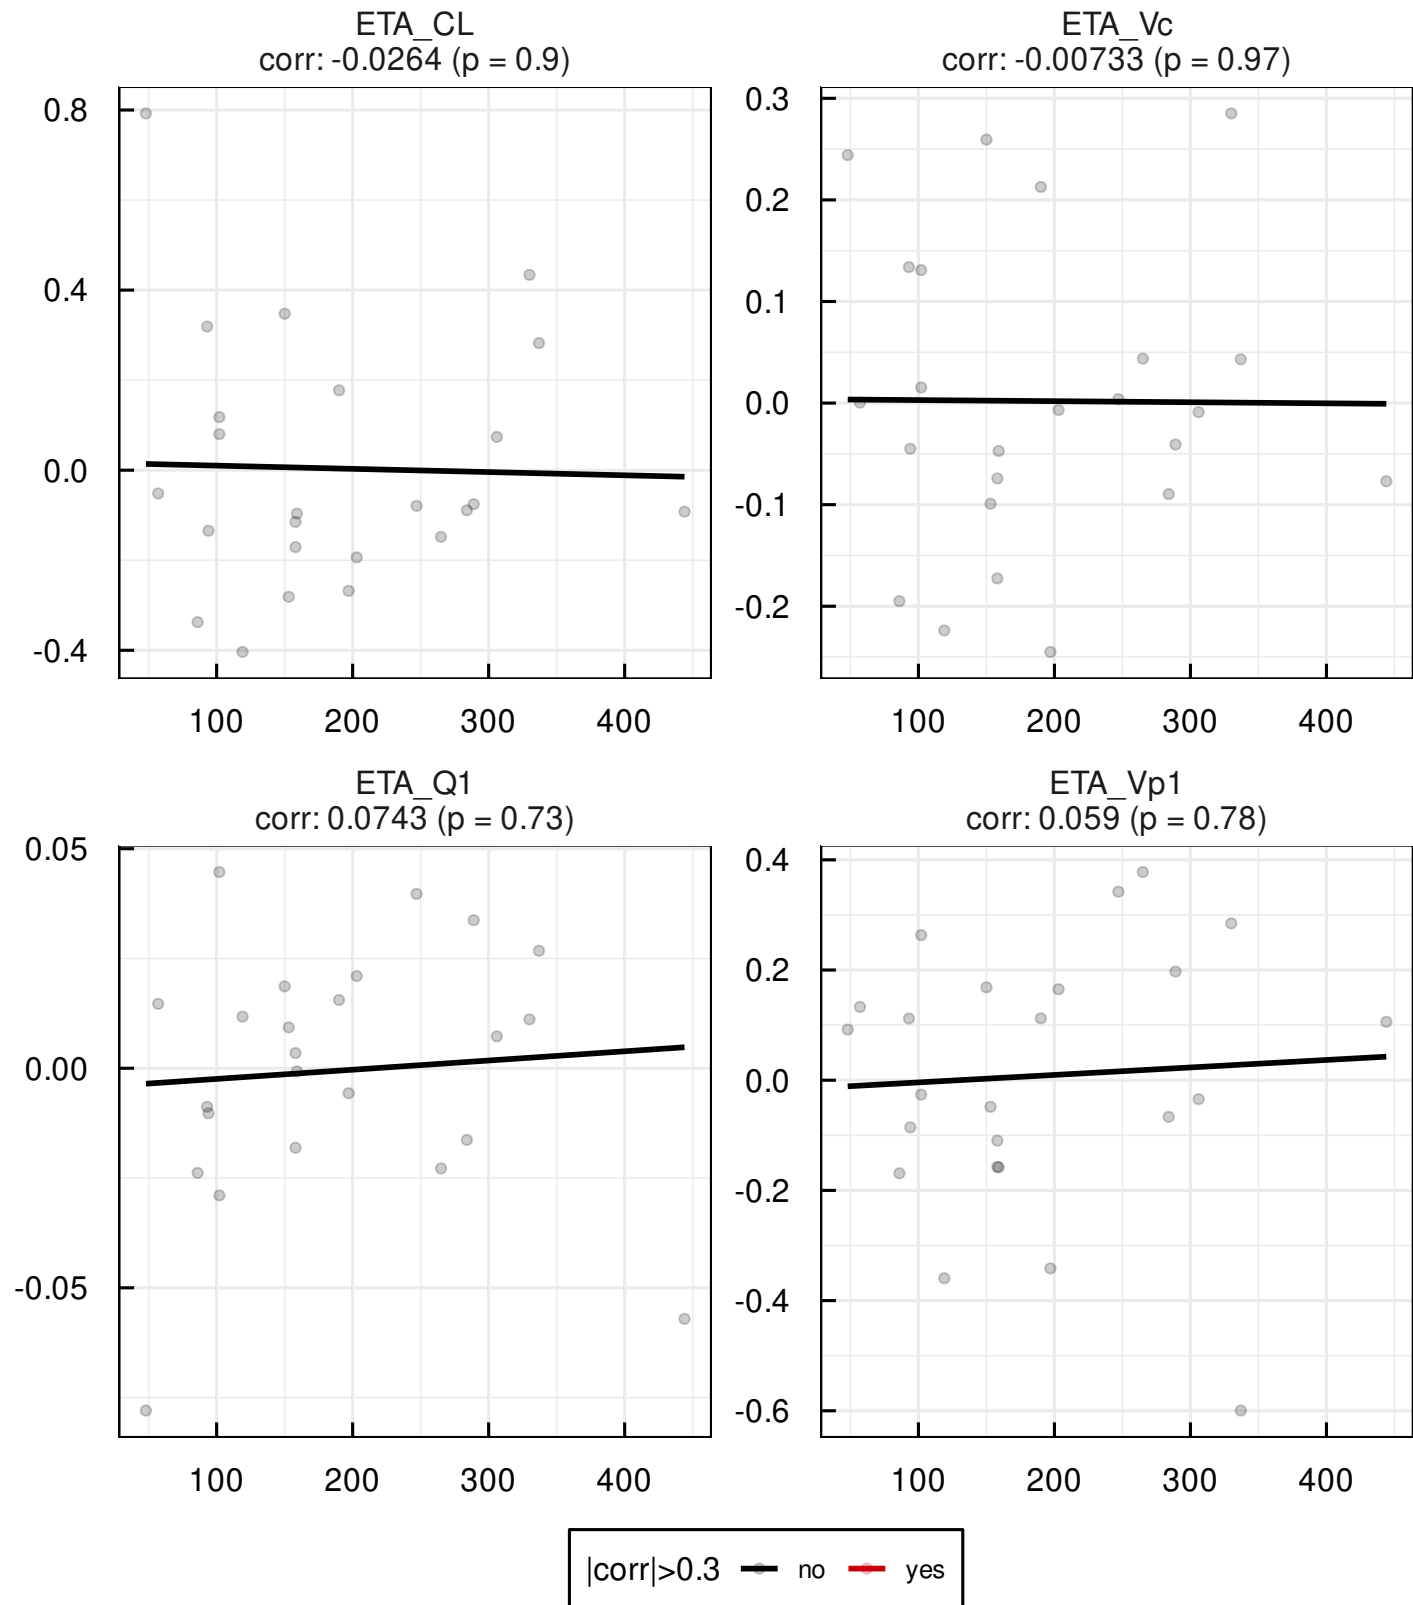 ETA_CL
corr: -0.0264 (p = 0.9)
0.8
0.4
0.0
-0.4
100 200 300 400
ETA_Vc
corr: -0.00733 (p = 0.97)
0.3
0.2
0.1
0.0
-0.1
-0.2
100 200 300 400
ETA_Q1
corr: 0.0743 (p = 0.73)
0.05
0.00
-0.05
100 200 300 400
ETA_Vp1
corr: 0.059 (p = 0.78)
0.4
0.2
0.0
-0.2
-0.4
-0.6
100 200 300 400
|corr|>0.3 no yes